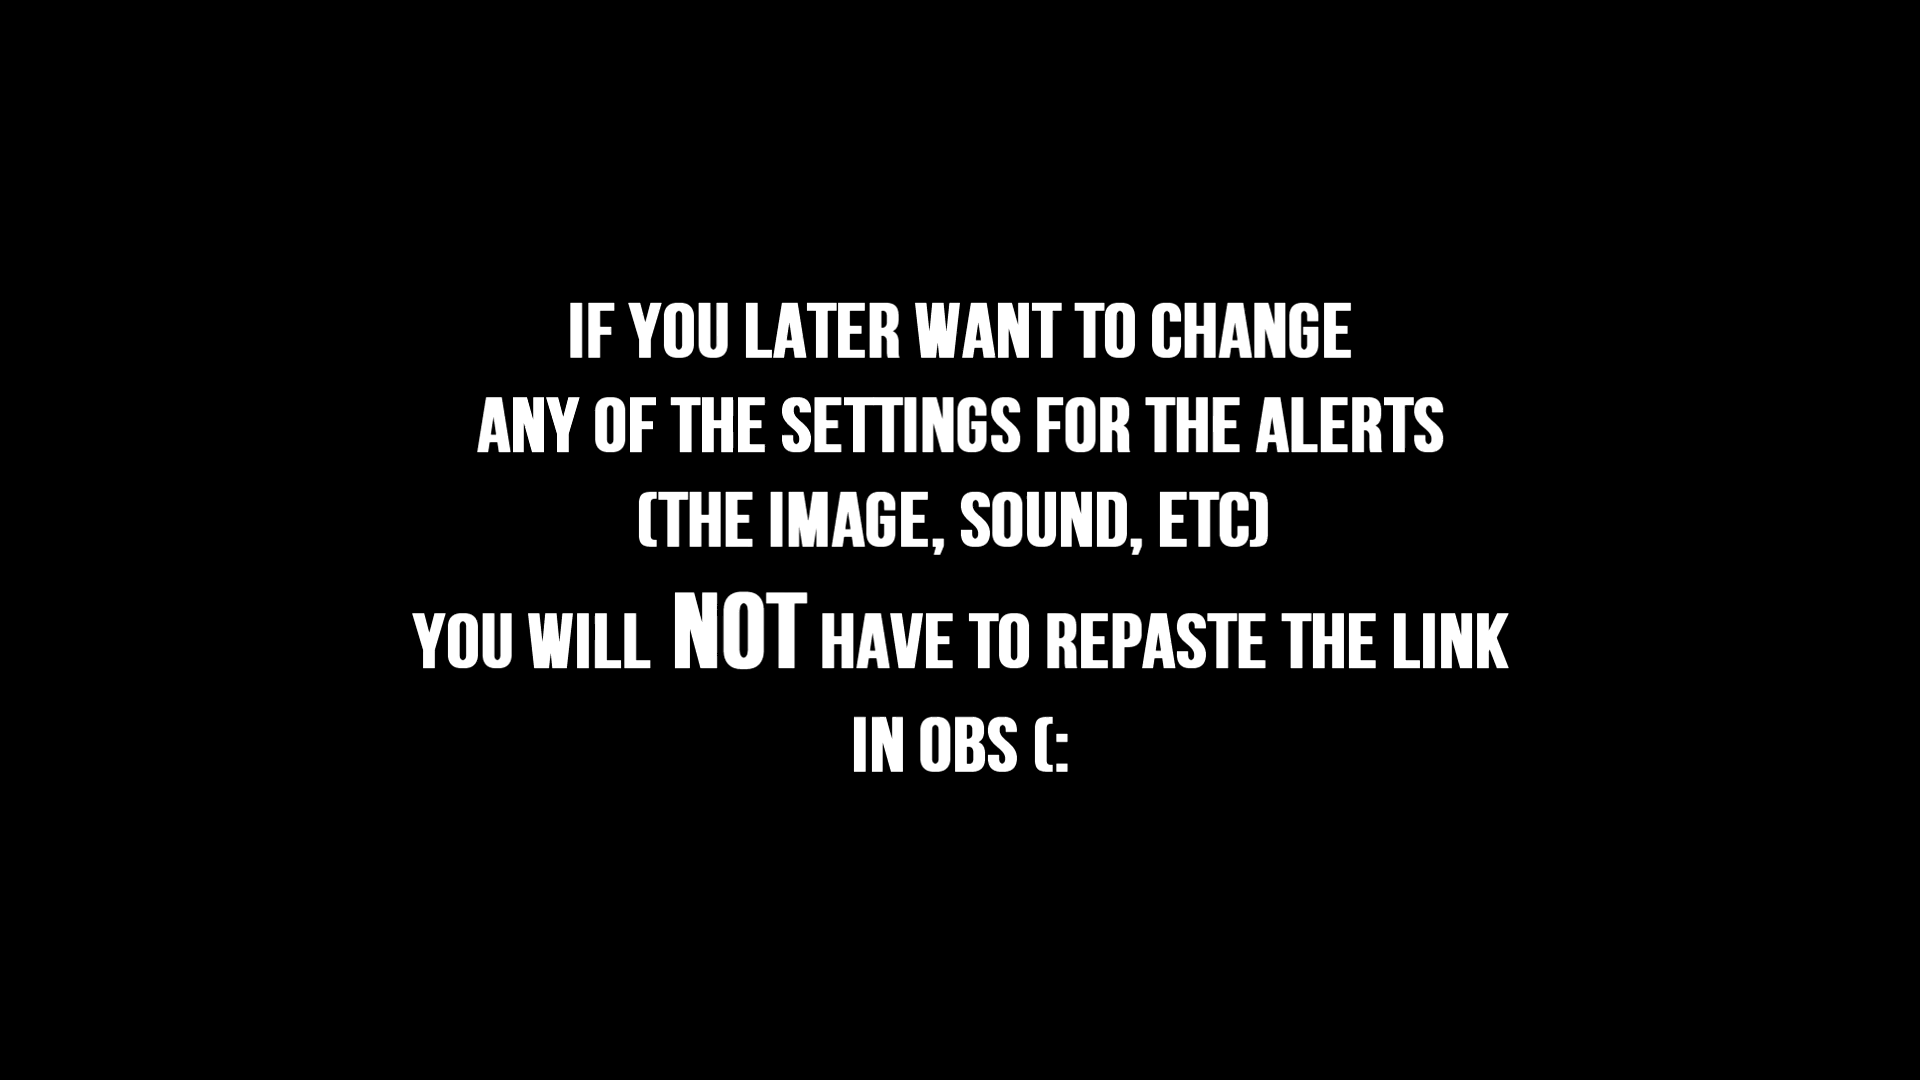 IF YOU LATER WANT TO CHANGE
ANY OF THE SETTINGS FOR THE ALERTS
(THE IMAGE, SOUND, ETC)
YOU WILL NOT HAVE TO REPASTE THE LINK
IN OBS (: